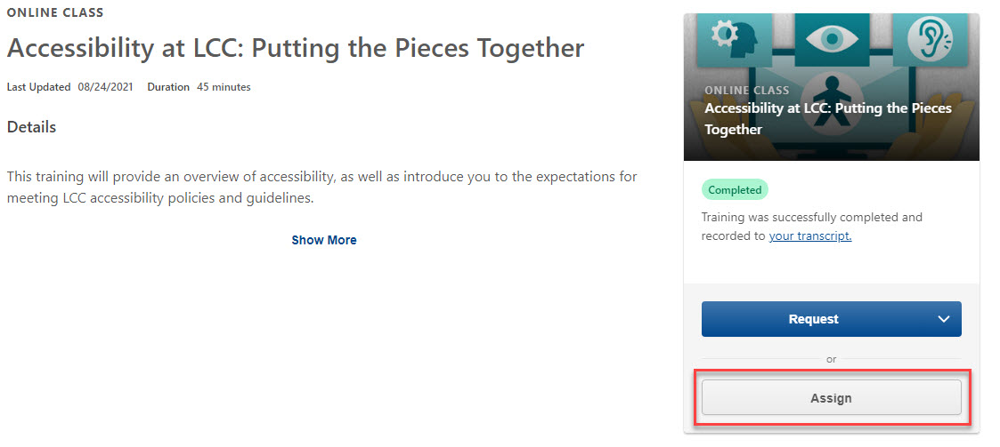 ONLINE CLASS
Accessibility at LCC: Putting the Pieces Together
Last Updated 08/24/2021 Duration 45 minutes
Details
This training will provide an overview of accessibility, as well as introduce you to the expectations for
meeting LCC accessibility policies and guidelines.
Show More
ONLINE CLASS
Accessibility at LCC: Putting the Pieces
Together
Completed
Training was successfully completed and
recorded to your transcript.
Request
or
Assign